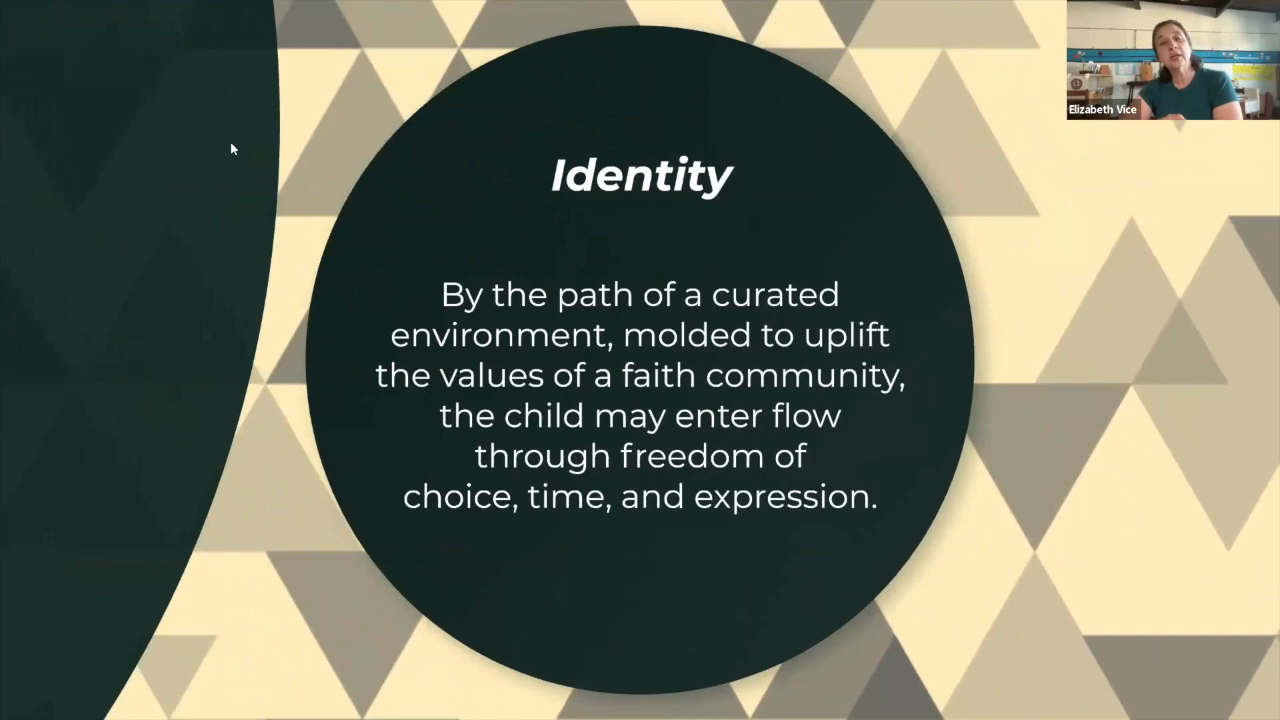 Elizabeth Vice
Identity
By the path of a curated
environment, molded to uplift
the values of a faith community,
the child may enter flow
through freedom of
choice, time, and expression.